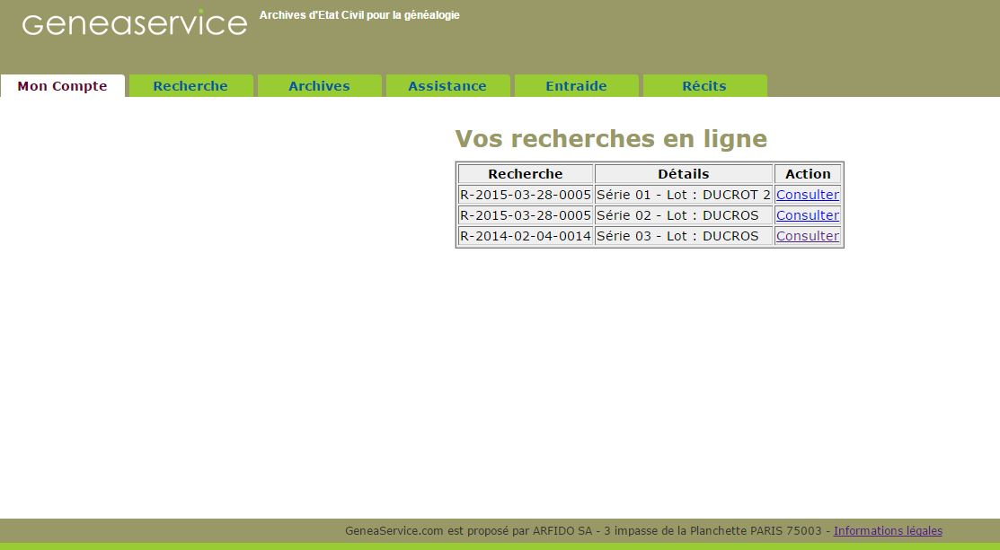 Geneaservice
Archives d'Etat Civil pour la généalogie
Mon Compte Recherche Archives Assistance Entraide Récits
Vos recherches en ligne
Recherche Détails Action
R-2015-03-28-0005 Série 01 - Lot : DUCROT 2 Consulter
R-2015-03-28-0005 Série 02 - Lot : DUCROS Consulter
R-2014-02-04-0014 Série 03 - Lot : DUCROS Consulter
GeneaService.com est proposé par ARFIDO SA - 3 impasse de la Planchette PARIS 75003 - Informations légales